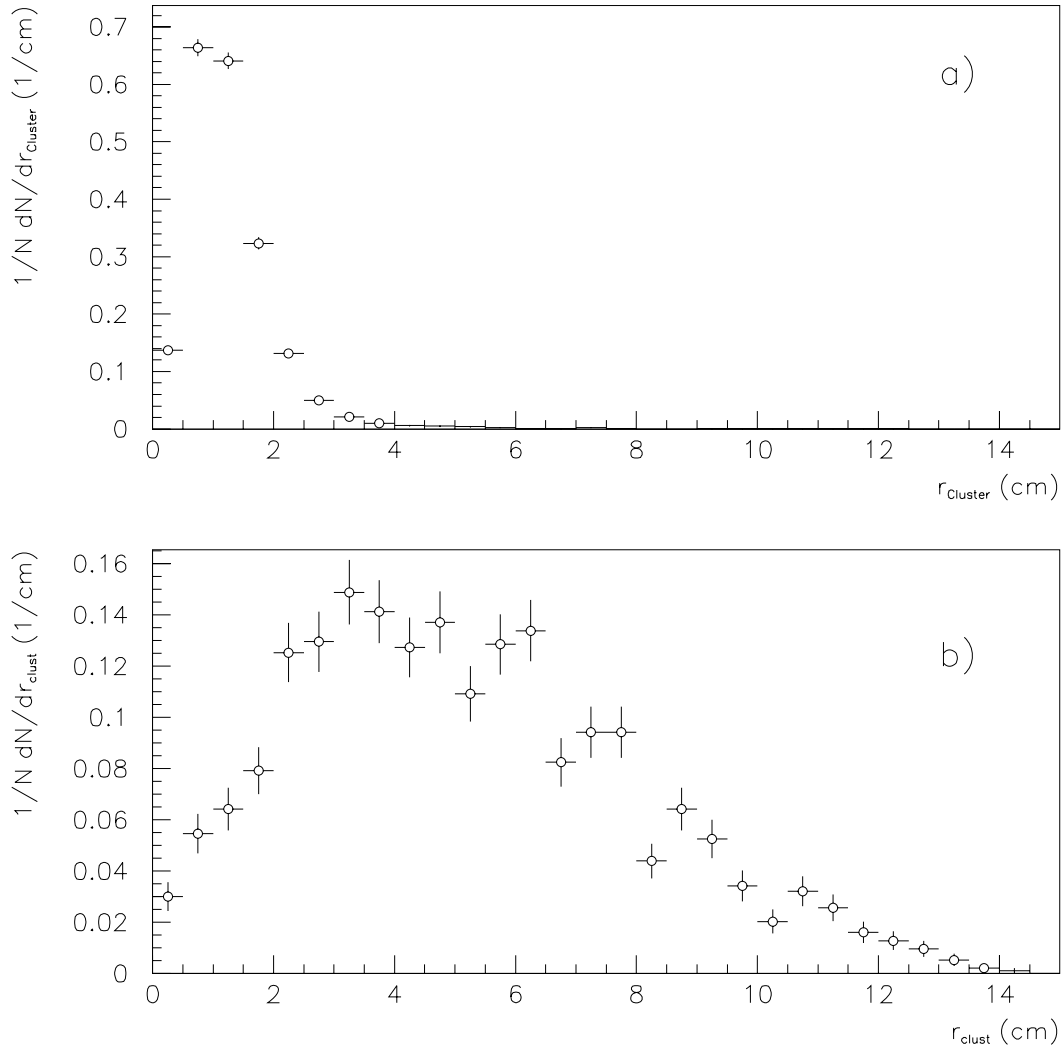 1/N dN/dr_Cluster (1/cm)
0.7
0.6
0.5
0.4
0.3
0.2
0.1
0
a)
0 2 4 6 8 10 12 14
r_Cluster (cm)
1/N dN/dr_clust (1/cm)
0.16
0.14
0.12
0.1
0.08
0.06
0.04
0.02
0
b)
0 2 4 6 8 10 12 14
r_clust (cm)